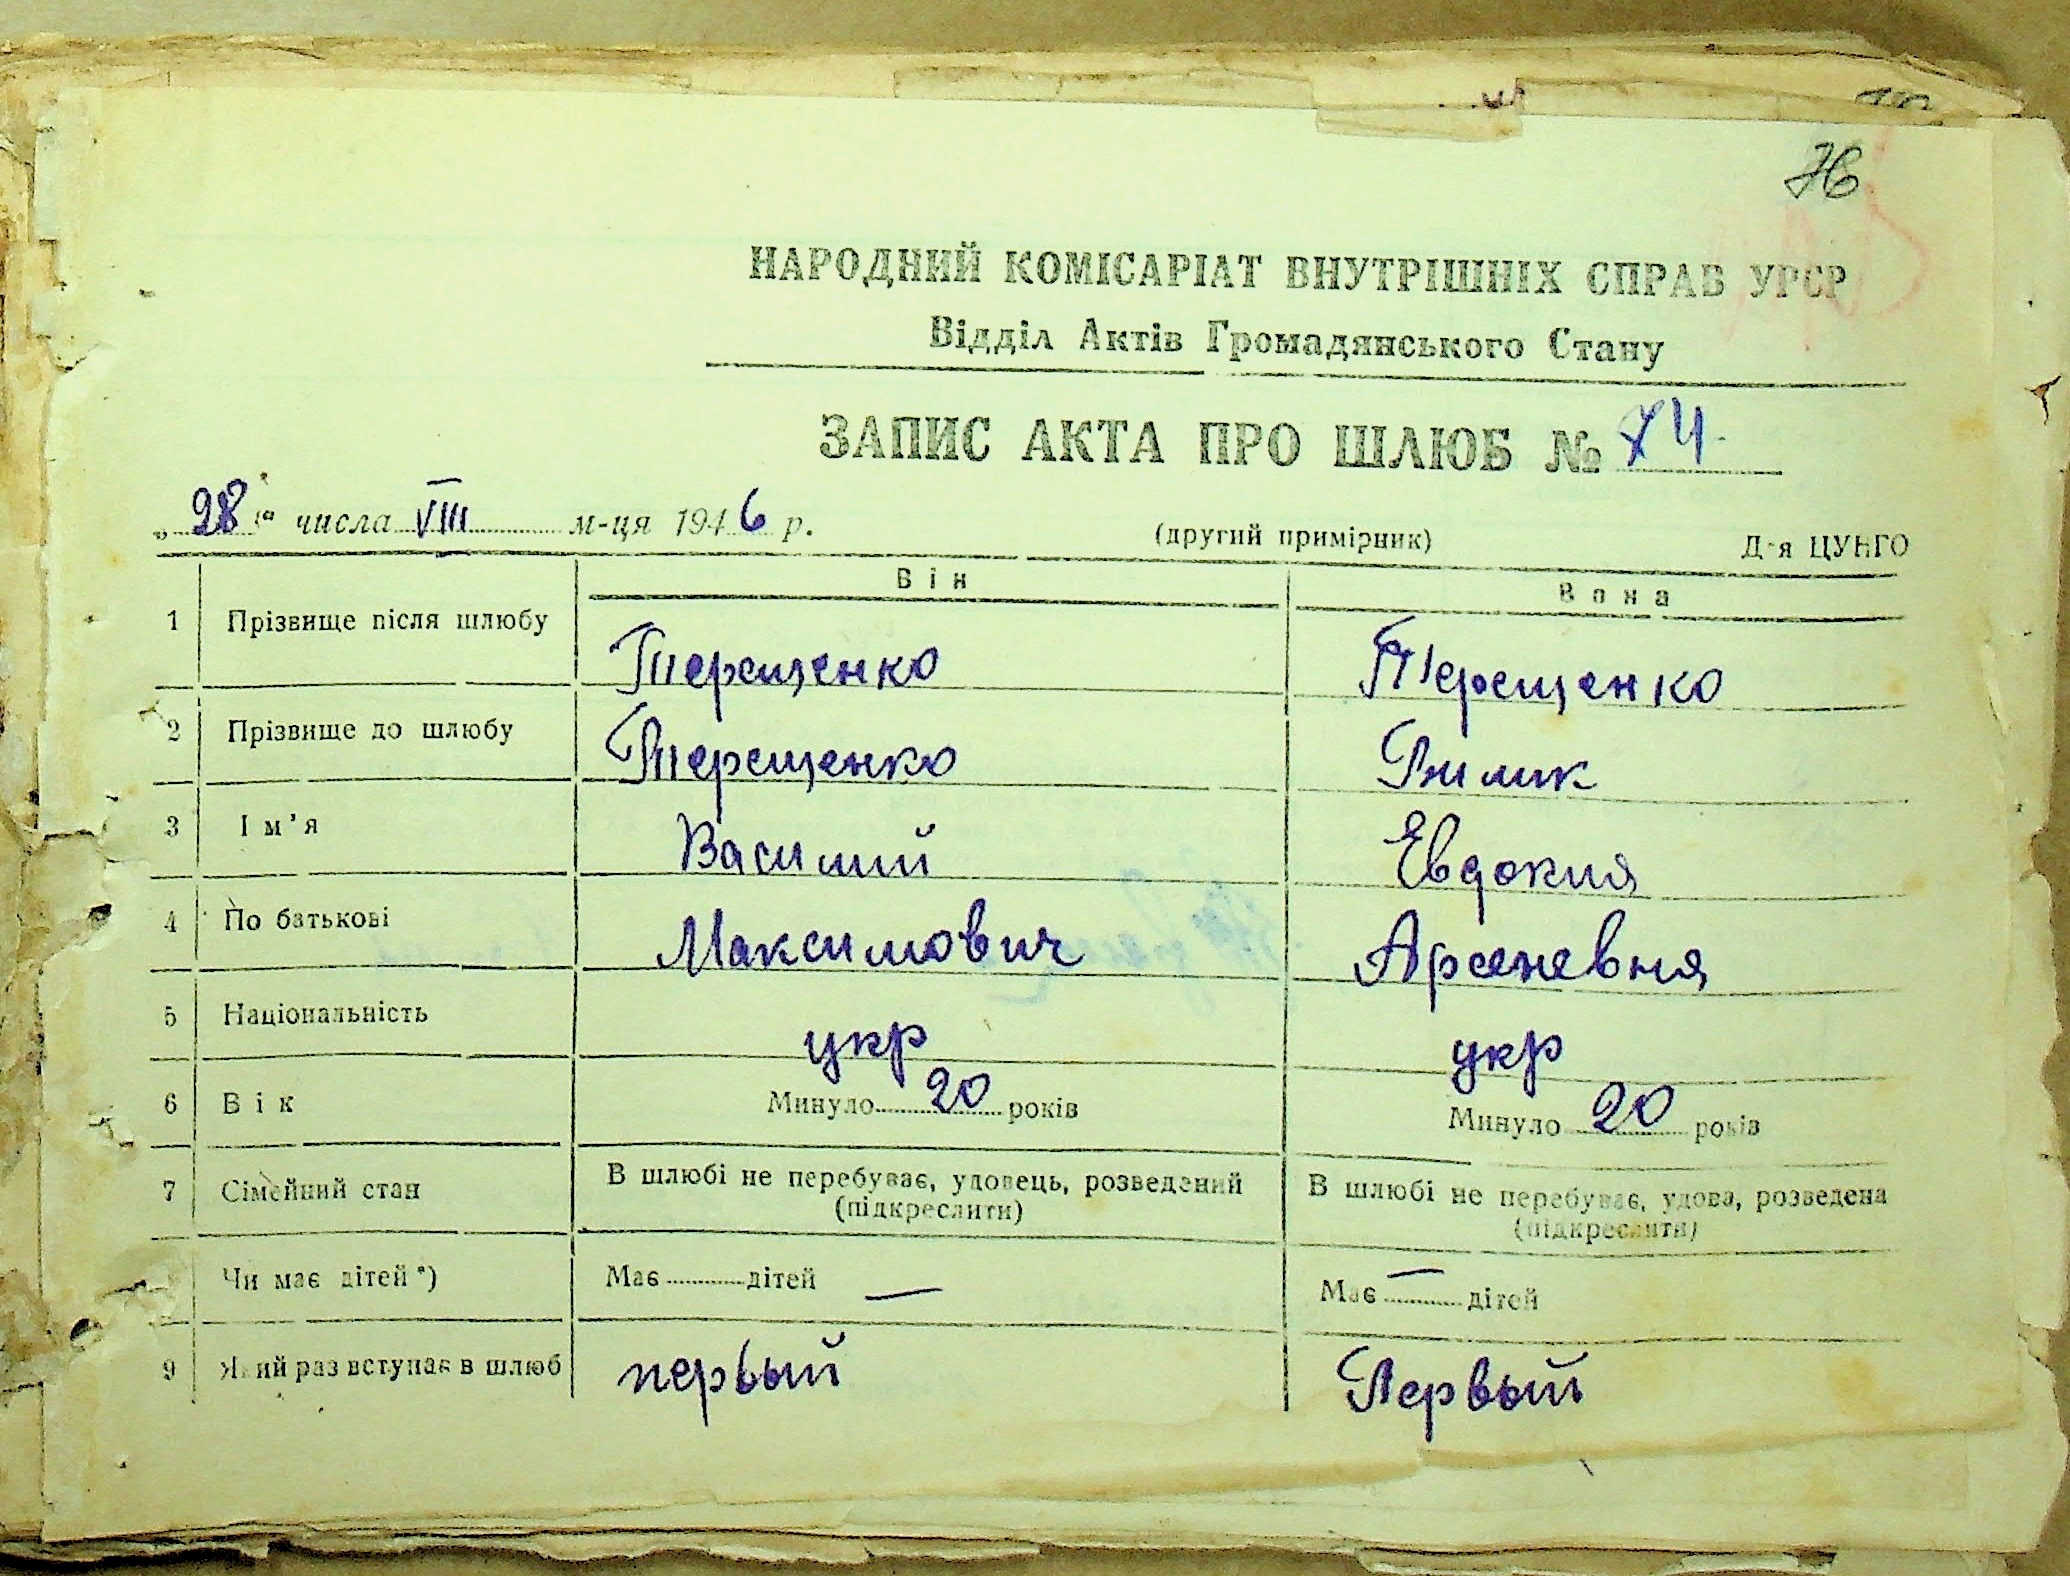 76
НАРОДНИЙ КОМІСАРІАТ ВНУТРІШНІХ СПРАВ УРСР
Відділ Актів Громадянського Стану
ЗАПИС АКТА ПРО ШЛЮБ № 74
„28“ числа VIII м-ця 1946 р. (другий примірник) Д-я ЦУНГО
Він Вона
1 Прізвище після шлюбу Терещенко Терещенко
2 Прізвище до шлюбу Терещенко
3 Ім’я Василий Евдокия
4 По батькові Максимович Арсеневня
5 Національність укр укр
6 Вік Минуло 20 років Минуло 20 років
7 Сімейний стан В шлюбі не перебуває, удовець, розведений (підкреслити) В шлюбі не перебуває, удова, розведена (підкреслити)
Чи має дітей *) Має дітей — Має — дітей
9 Який раз вступає в шлюб первый Первый